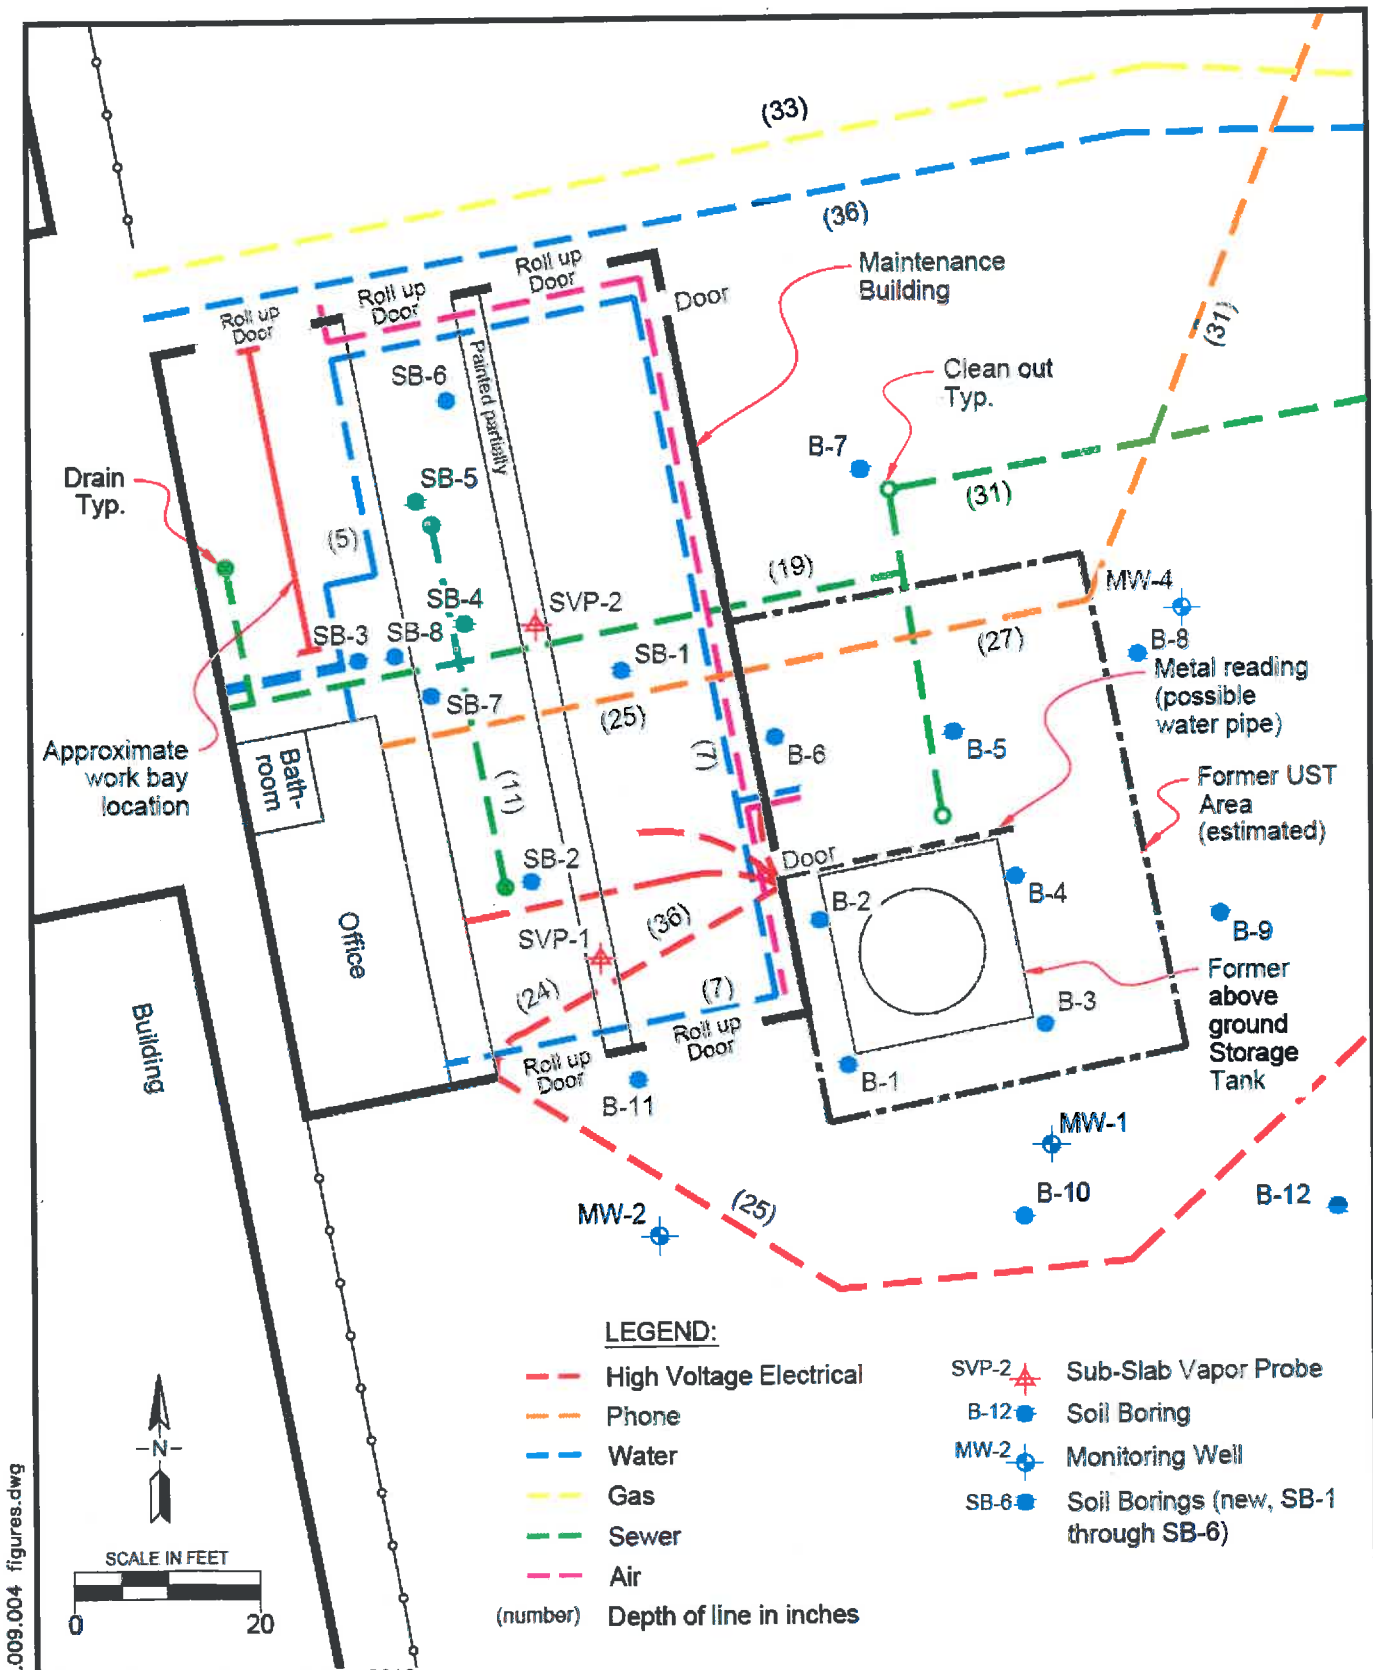 (33)
(36)
Roll up
Door
Roll up
Door
Roll up
Door
Door
Maintenance
Building
(31)
Painted partially
SB-6
Clean out
Typ.
B-7
Drain
Typ.
SB-5
(31)
(5)
(19)
MW-4
SB-4
SVP-2
SB-3
SB-8
SB-1
(27)
B-8
Metal reading
(possible
water pipe)
SB-7
(25)
(7)
B-6
B-5
Approximate
work bay
location
Bath-
room
(11)
Former UST
Area
(estimated)
Door
SB-2
B-2
B-4
(36)
B-9
SVP-1
Office
(24)
(7)
Former
above
ground
Storage
Tank
B-3
Roll up
Door
Roll up
Door
B-1
Building
B-11
MW-1
B-10
B-12
MW-2
(25)
LEGEND:
High Voltage Electrical
Phone
Water
Gas
Sewer
Air
(number) Depth of line in inches
SVP-2 Sub-Slab Vapor Probe
B-12 Soil Boring
MW-2 Monitoring Well
SB-6 Soil Borings (new, SB-1
through SB-6)
N
SCALE IN FEET
0 20
.009.004 figures.dwg